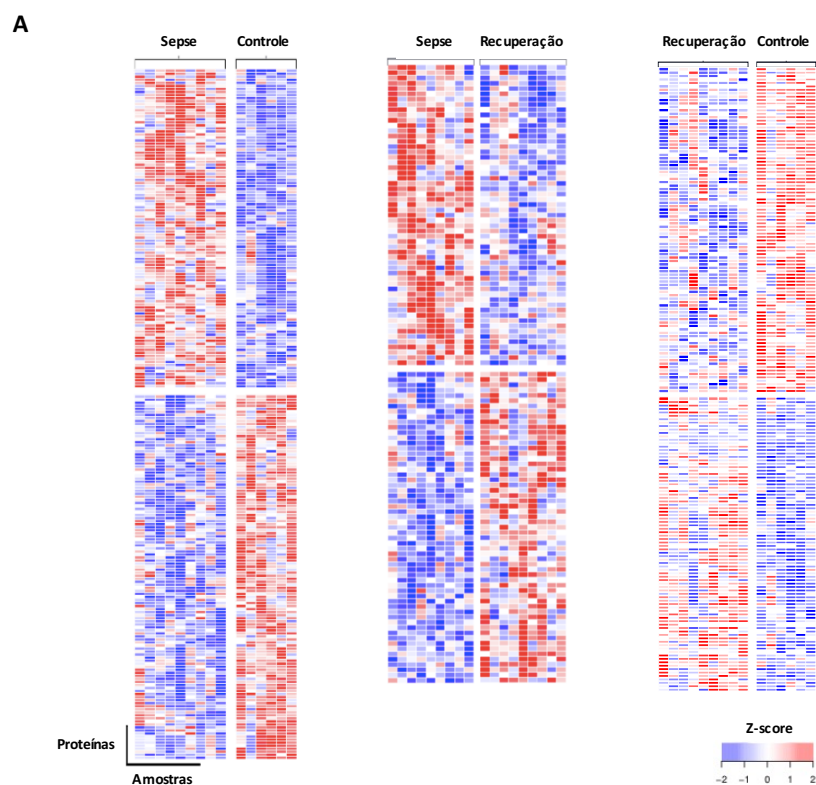 A
Sepse Controle
Sepse Recuperação
Recuperação Controle
Proteínas
Amostras
Z-score
−2 −1 0 1 2